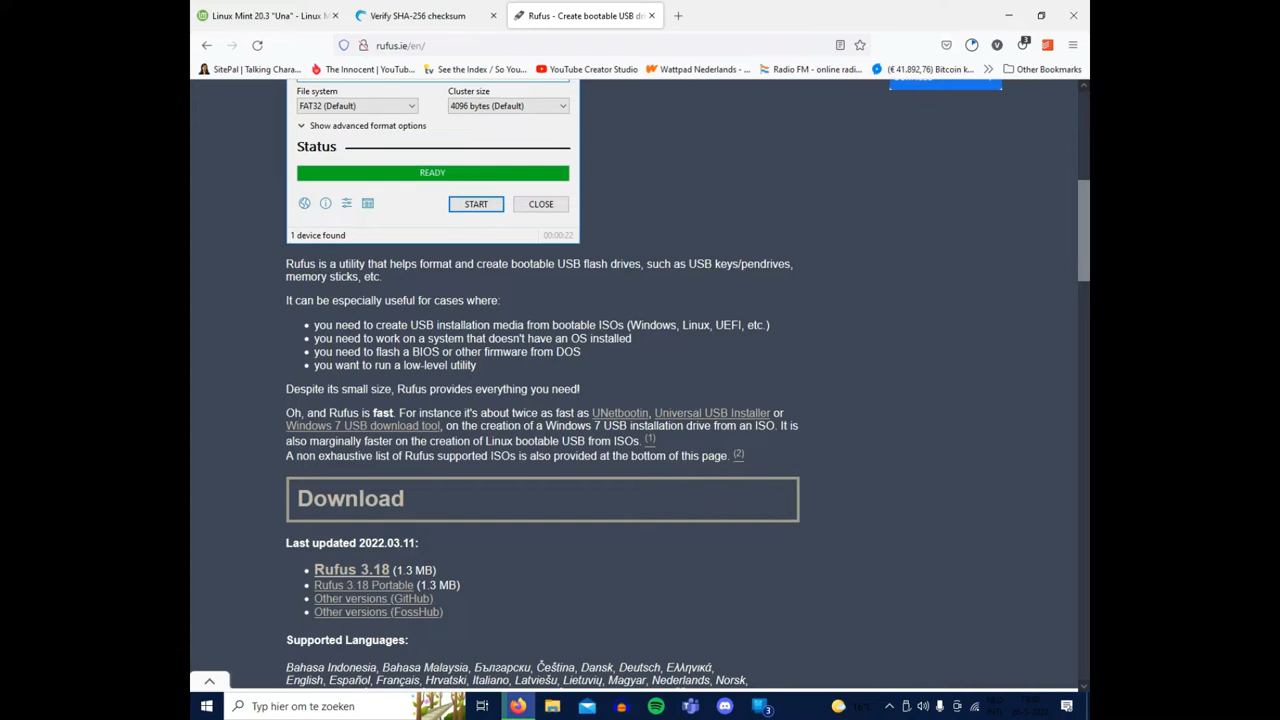 Linux Mint 20.3 "Una" - Linux M
Verify SHA-256 checksum
Rufus - Create bootable USB dr
rufus.ie/en/
3
SitePal | Talking Chara...
The Innocent | YouTub...
See the Index / So You...
YouTube Creator Studio
Wattpad Nederlands - ...
Radio FM - online radi...
(€ 41.892,76) Bitcoin k...
Other Bookmarks
File system
Cluster size
FAT32 (Default)
4096 bytes (Default)
Show advanced format options
Status
READY
START
CLOSE
1 device found
00:00:22
Rufus is a utility that helps format and create bootable USB flash drives, such as USB keys/pendrives,
memory sticks, etc.
It can be especially useful for cases where:
• you need to create USB installation media from bootable ISOs (Windows, Linux, UEFI, etc.)
• you need to work on a system that doesn't have an OS installed
• you need to flash a BIOS or other firmware from DOS
• you want to run a low-level utility
Despite its small size, Rufus provides everything you need!
Oh, and Rufus is fast. For instance it's about twice as fast as UNetbootin, Universal USB Installer or
Windows 7 USB download tool, on the creation of a Windows 7 USB installation drive from an ISO. It is
also marginally faster on the creation of Linux bootable USB from ISOs. (1)
A non exhaustive list of Rufus supported ISOs is also provided at the bottom of this page. (2)
Download
Last updated 2022.03.11:
• Rufus 3.18 (1.3 MB)
• Rufus 3.18 Portable (1.3 MB)
• Other versions (GitHub)
• Other versions (FossHub)
Supported Languages:
Bahasa Indonesia, Bahasa Malaysia, Български, Čeština, Dansk, Deutsch, Ελληνικά,
English, Español, Français, Hrvatski, Italiano, Latviešu, Lietuvių, Magyar, Nederlands, Norsk,
Typ hier om te zoeken
3
16°C